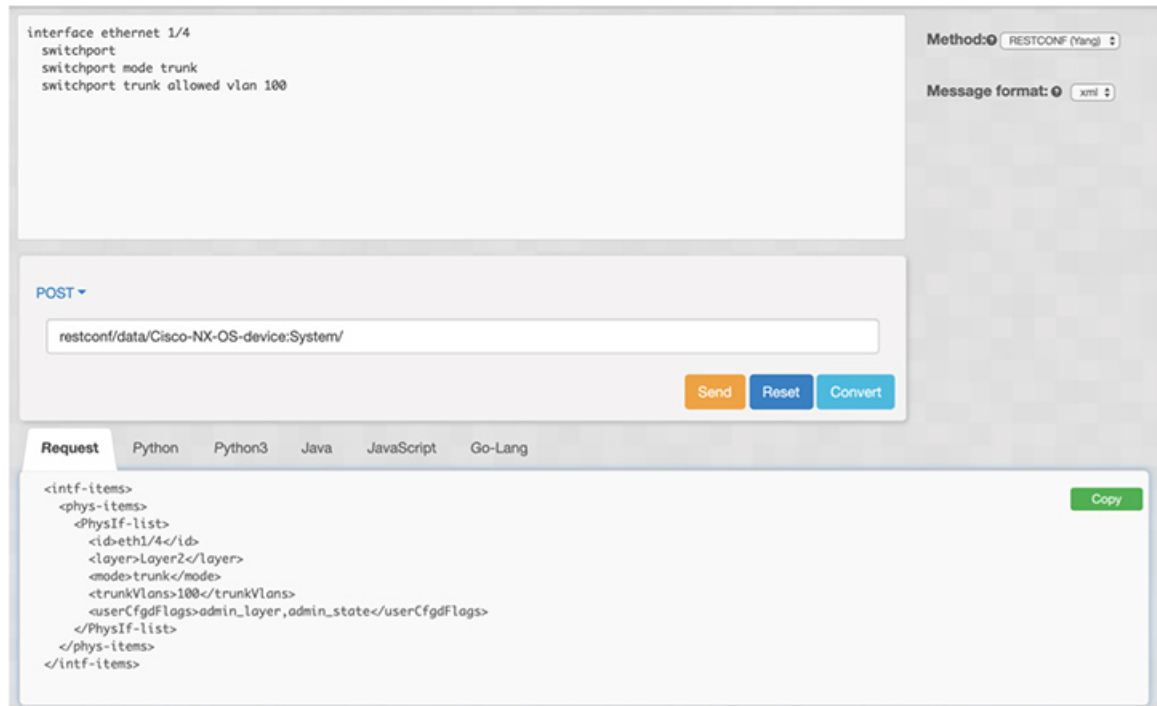 interface ethernet 1/4
switchport
switchport mode trunk
switchport trunk allowed vlan 100
Method: RESTCONF (Yang)
Message format: xml
POST
restconf/data/Cisco-NX-OS-device:System/
Send Reset Convert
Request Python Python3 Java JavaScript Go-Lang
Copy
<intf-items>
<phys-items>
<PhysIf-list>
<id>eth1/4</id>
<layer>Layer2</layer>
<mode>trunk</mode>
<trunkVlans>100</trunkVlans>
<userCfgdFlags>admin_layer,admin_state</userCfgdFlags>
</PhysIf-list>
</phys-items>
</intf-items>